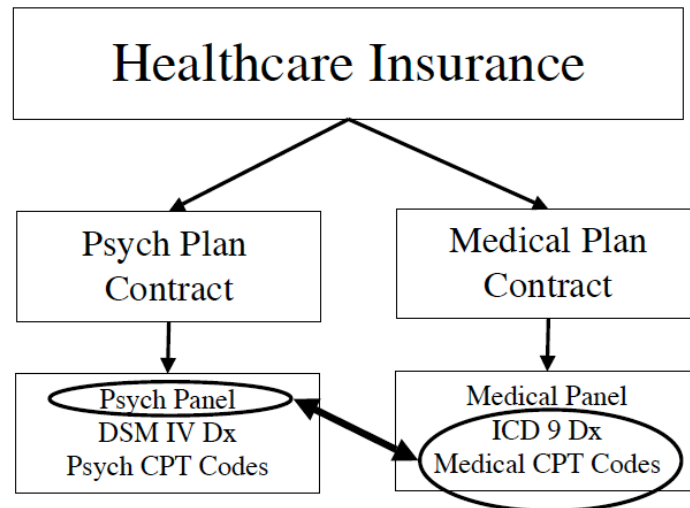 Healthcare Insurance
Psych Plan
Contract
Medical Plan
Contract
Psych Panel
DSM IV Dx
Psych CPT Codes
Medical Panel
ICD 9 Dx
Medical CPT Codes